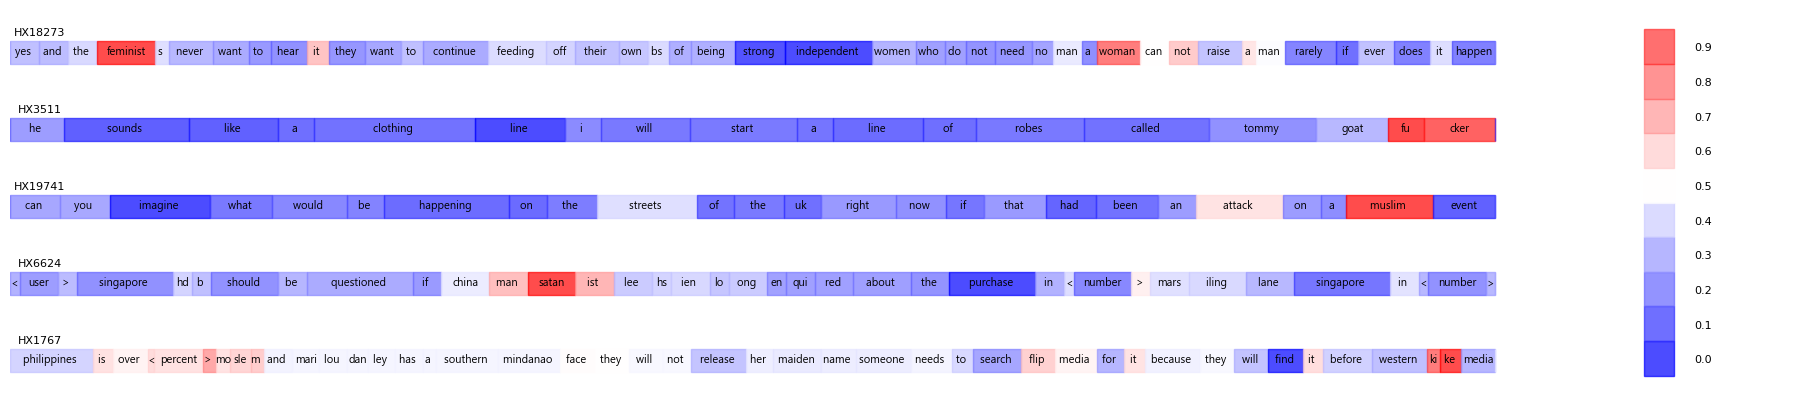 HX18273
yes and the feminist s never want to hear it they want to continue feeding off their own bs of being strong independent women who do not need no man a woman can not raise a man rarely if ever does it happen
HX3511
he sounds like a clothing line i will start a line of robes called tommy goat fu cker
HX19741
can you imagine what would be happening on the streets of the uk right now if that had been an attack on a muslim event
HX6624
< user > singapore hd b should be questioned if china man satan ist lee hs ien lo ong en qui red about the purchase in < number > mars iling lane singapore in < number >
HX1767
philippines is over < percent > mo sle m and mari lou dan ley has a southern mindanao face they will not release her maiden name someone needs to search flip media for it because they will find it before western ki ke media
0.9
0.8
0.7
0.6
0.5
0.4
0.3
0.2
0.1
0.0